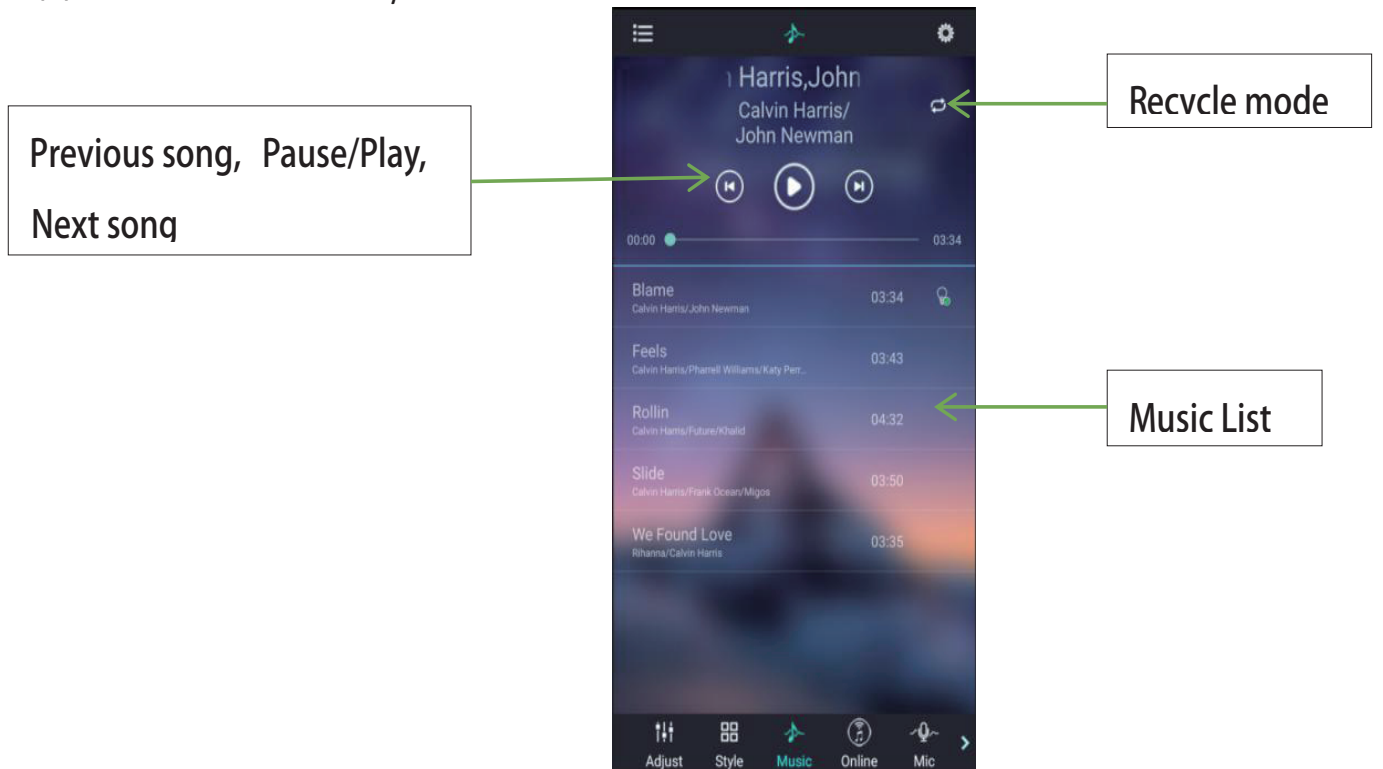 Harris,John
Calvin Harris/
John Newman
Recycle mode
Previous song, Pause/Play,
Next song
00:00
03:34
Blame
03:34
Calvin Harris/John Newman
Feels
03:43
Calvin Harris/Pharrell Williams/Katy Perr...
Rollin
04:32
Calvin Harris/Future/Khalid
Music List
Slide
03:50
Calvin Harris/Frank Ocean/Migos
We Found Love
03:35
Rihanna/Calvin Harris
Adjust
Style
Music
Online
Mic